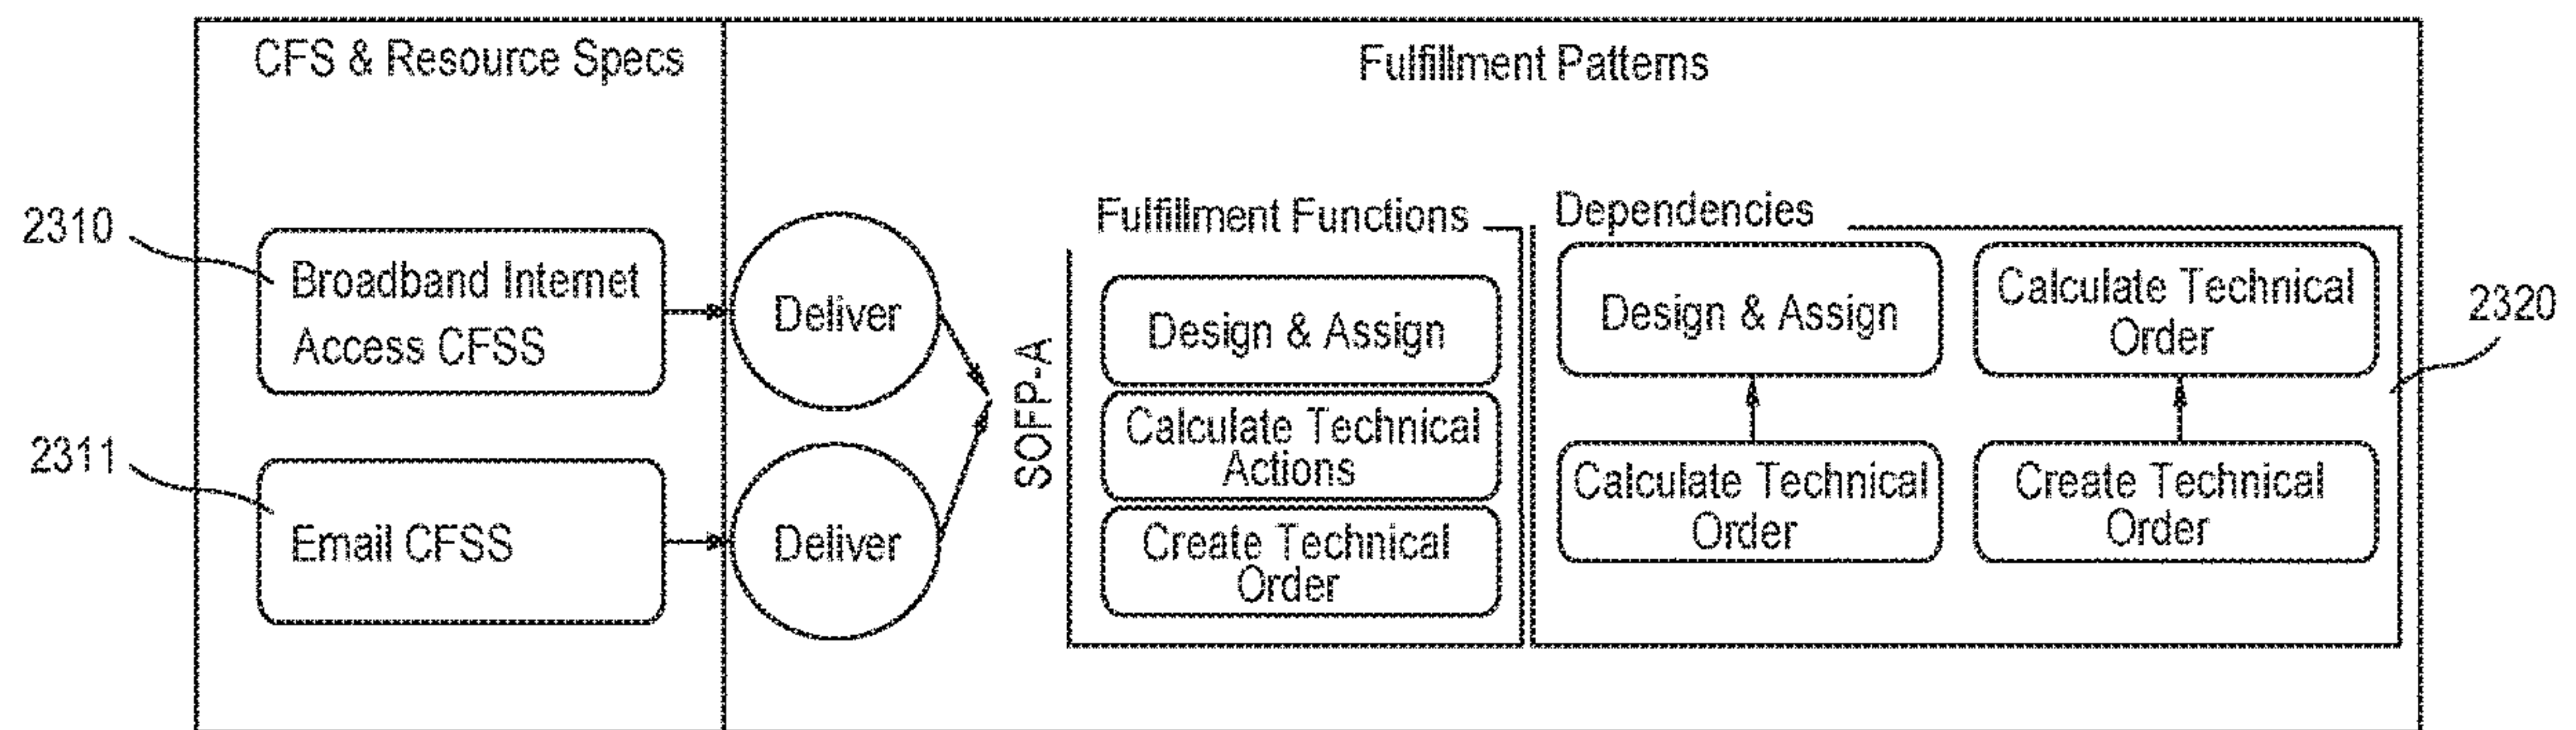 CFS & Resource Specs
Fulfillment Patterns
2310
Broadband Internet
Access CFSS
Deliver
2311
Email CFSS
Deliver
SOFP-A
Fulfillment Functions
Design & Assign
Calculate Technical
Actions
Create Technical
Order
Dependencies
Design & Assign
Calculate Technical
Order
Calculate Technical
Order
Create Technical
Order
2320